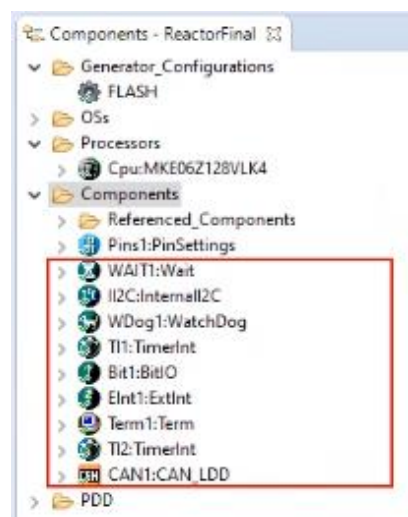 Components - ReactorFinal
Generator_Configurations
FLASH
OSs
Processors
Cpu:MKE06Z128VLK4
Components
Referenced_Components
Pins1:PinSettings
WAIT1:Wait
II2C:InternalI2C
WDog1:WatchDog
TI1:TimerInt
Bit1:BitIO
EInt1:ExtInt
Term1:Term
TI2:TimerInt
CAN1:CAN_LDD
PDD